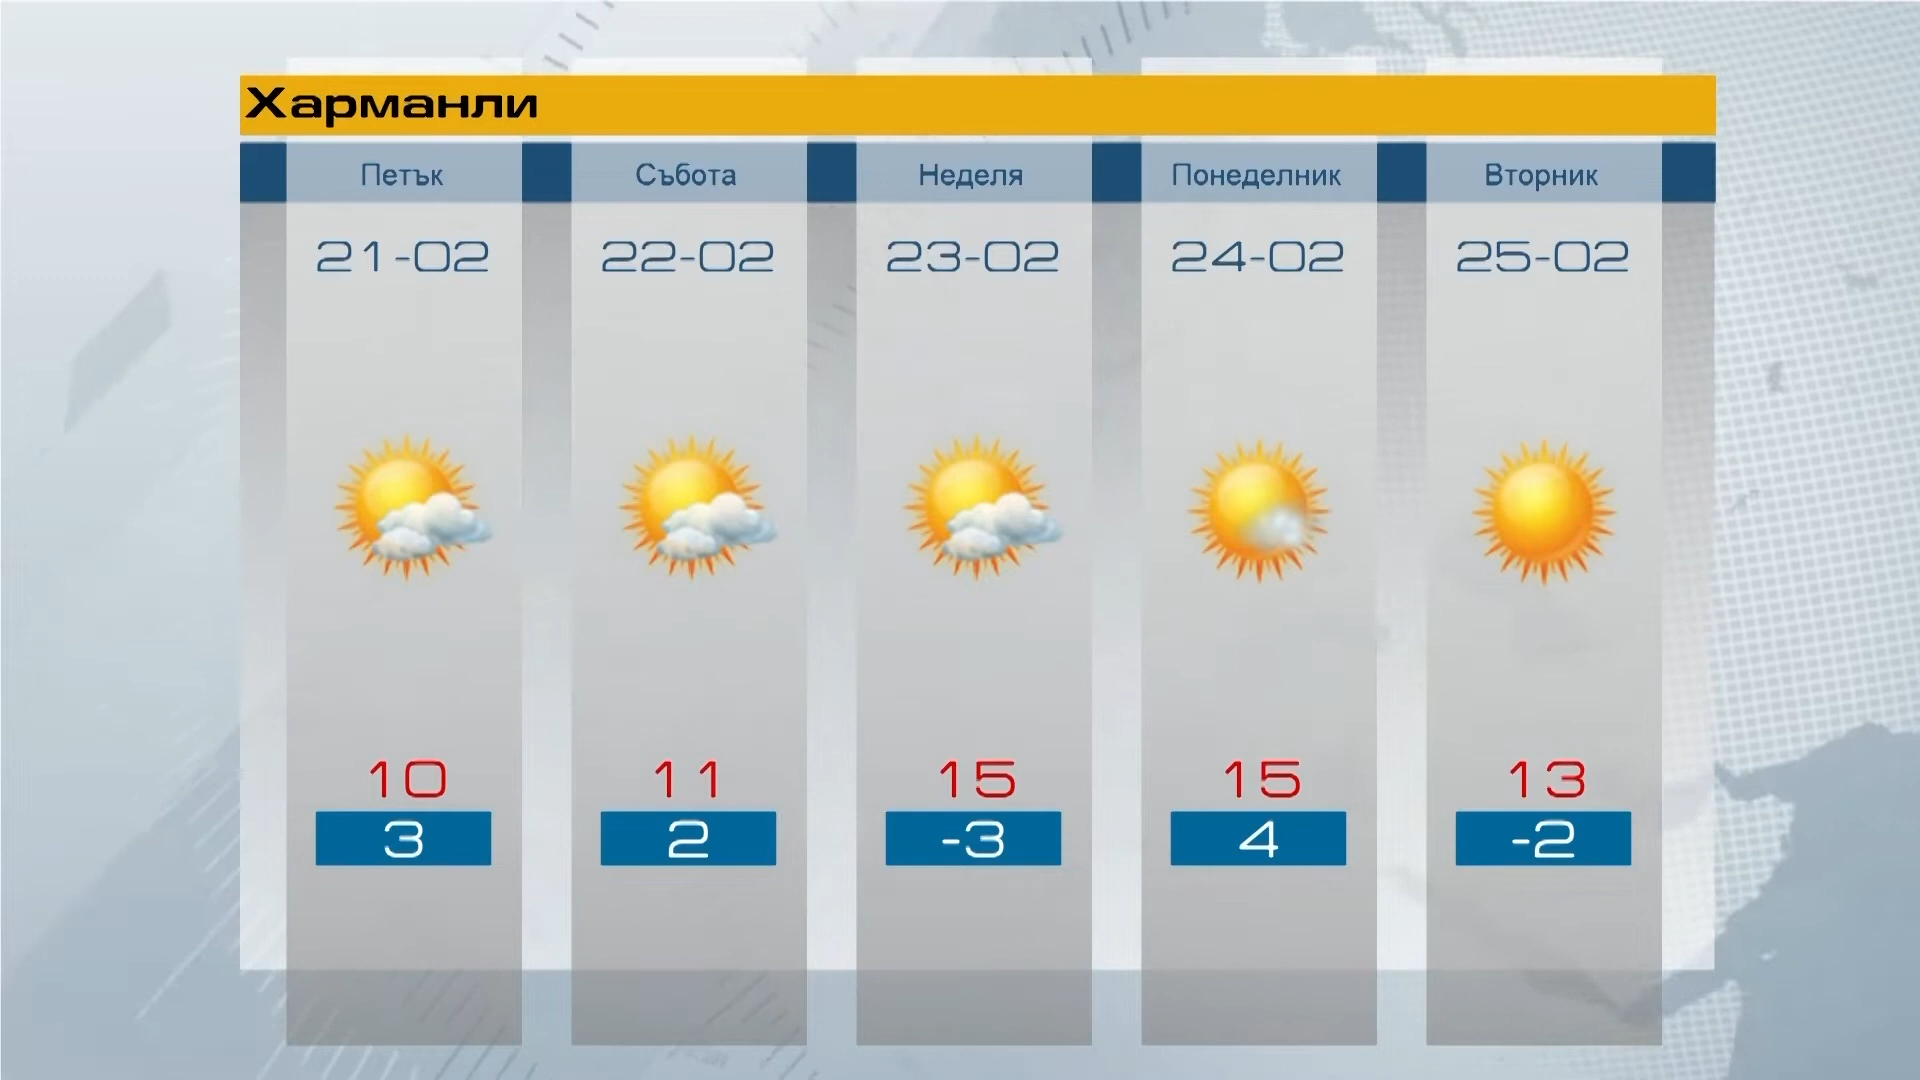 Харманли
Петък Събота Неделя Понеделник Вторник
21-02 22-02 23-02 24-02 25-02
10 11 15 15 13
3 2 -3 4 -2